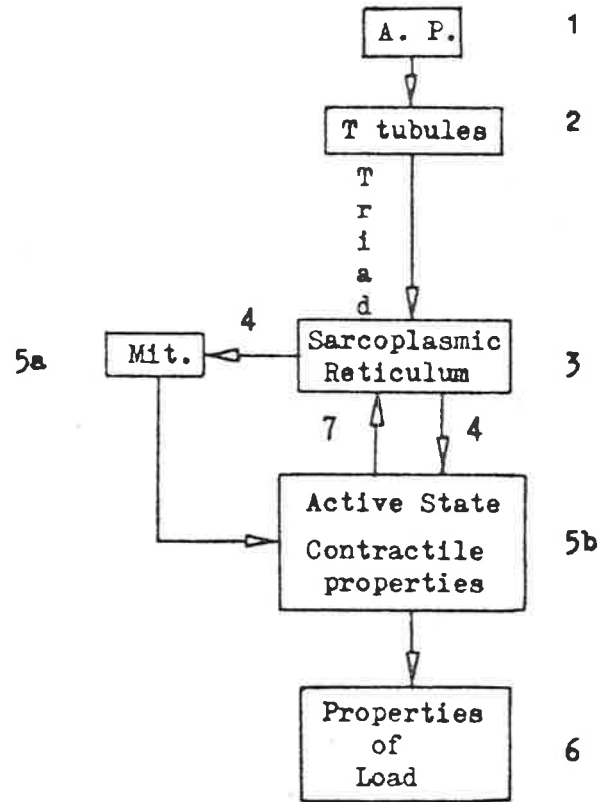 A. P.
1
T tubules
2
Triad
4
Sarcoplasmic
Reticulum
3
5a
Mit.
7
4
Active State
Contractile
properties
5b
Properties
of
Load
6